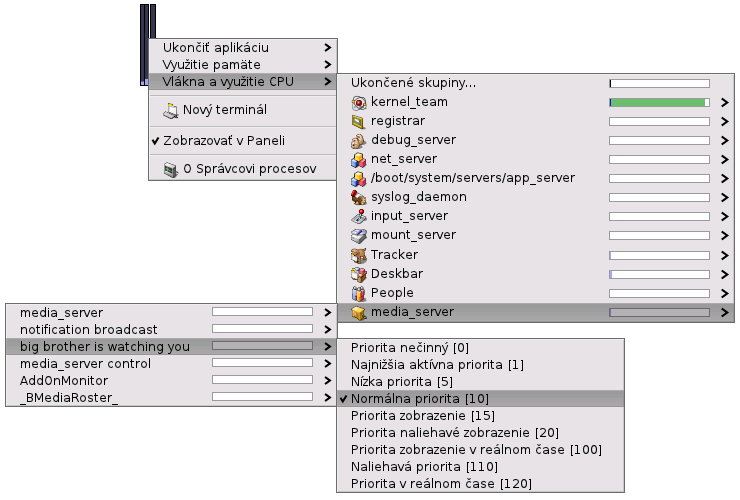 Ukončiť aplikáciu
Využitie pamäte
Vlákna a využitie CPU
Nový terminál
Zobrazovať v Paneli
O Správcovi procesov
Ukončené skupiny...
kernel_team
registrar
debug_server
net_server
/boot/system/servers/app_server
syslog_daemon
input_server
mount_server
Tracker
Deskbar
People
media_server
media_server
notification broadcast
big brother is watching you
media_server control
AddOnMonitor
_BMediaRoster_
Priorita nečinný [0]
Najnižšia aktívna priorita [1]
Nízka priorita [5]
Normálna priorita [10]
Priorita zobrazenie [15]
Priorita naliehavé zobrazenie [20]
Priorita zobrazenie v reálnom čase [100]
Naliehavá priorita [110]
Priorita v reálnom čase [120]